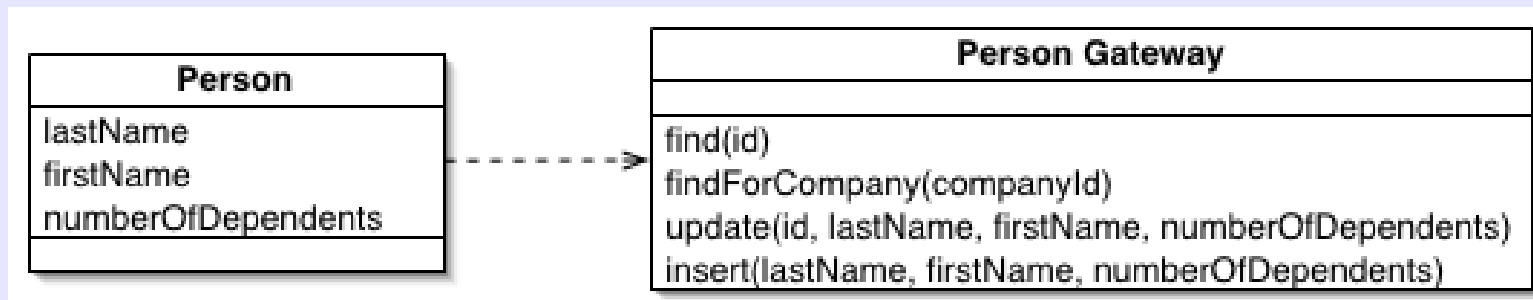 Person
lastName
firstName
numberOfDependents
Person Gateway
find(id)
findForCompany(companyId)
update(id, lastName, firstName, numberOfDependents)
insert(lastName, firstName, numberOfDependents)